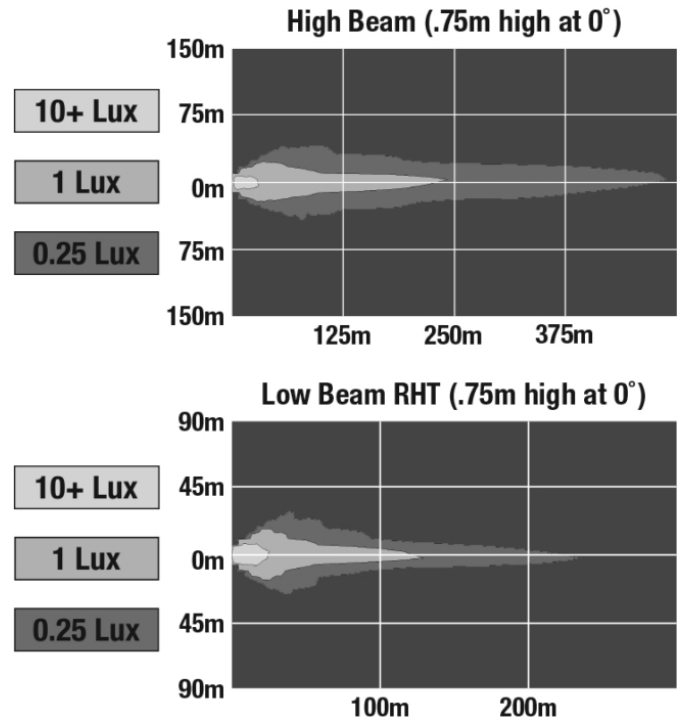 High Beam (.75m high at 0˚)
150m
10+ Lux
75m
1 Lux
0m
0.25 Lux
75m
150m
125m 250m 375m
Low Beam RHT (.75m high at 0˚)
90m
10+ Lux
45m
1 Lux
0m
0.25 Lux
45m
90m
100m 200m